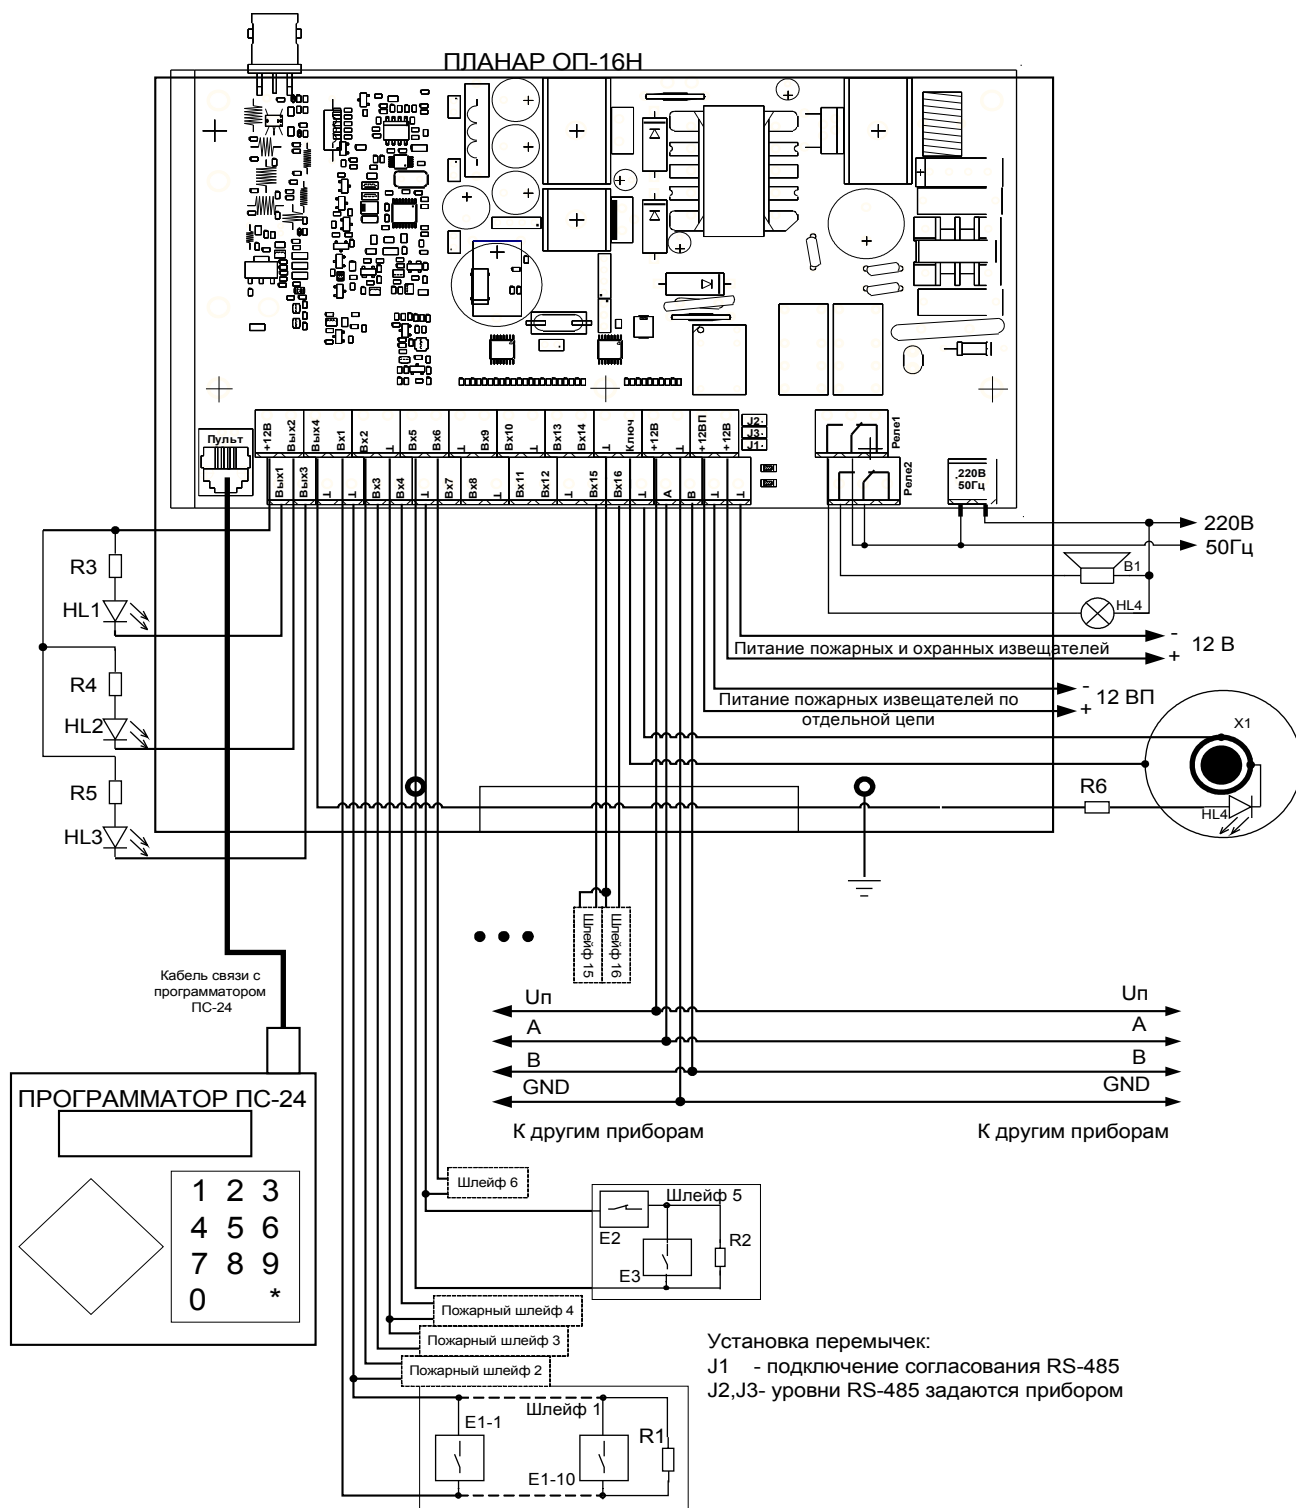 ПЛАНАР ОП-16Н
Пульт
+12В
Вых2
Вых4
Вх1
Вх2
⊥
Вх5
Вх6
⊥
Вх9
Вх10
⊥
Вх13
Вх14
⊥
Ключ
+12В
⊥
+12ВП
+12В
J2
J3
J1
Реле1
Вых1
Вых3
⊥
⊥
Вх3
Вх4
⊥
Вх7
Вх8
⊥
Вх11
Вх12
⊥
Вх15
Вх16
⊥
А
В
⊥
⊥
Реле2
220В
50Гц
220В
50Гц
В1
HL4
R3
HL1
R4
HL2
R5
HL3
Питание пожарных и охранных извещателей
-
+
12 В
Питание пожарных извещателей по
отдельной цепи
-
+
12 ВП
X1
R6
HL4
Шлейф 15
Шлейф 16
Кабель связи с
программатором
ПС-24
Uп
Uп
А
А
В
В
GND
GND
К другим приборам
К другим приборам
ПРОГРАММАТОР ПС-24
1 2 3
4 5 6
7 8 9
0 *
Шлейф 6
Шлейф 5
Е2
Е3
R2
Пожарный шлейф 4
Пожарный шлейф 3
Пожарный шлейф 2
Шлейф 1
Е1-1
R1
Е1-10
Установка перемычек:
J1 - подключение согласования RS-485
J2,J3- уровни RS-485 задаются прибором